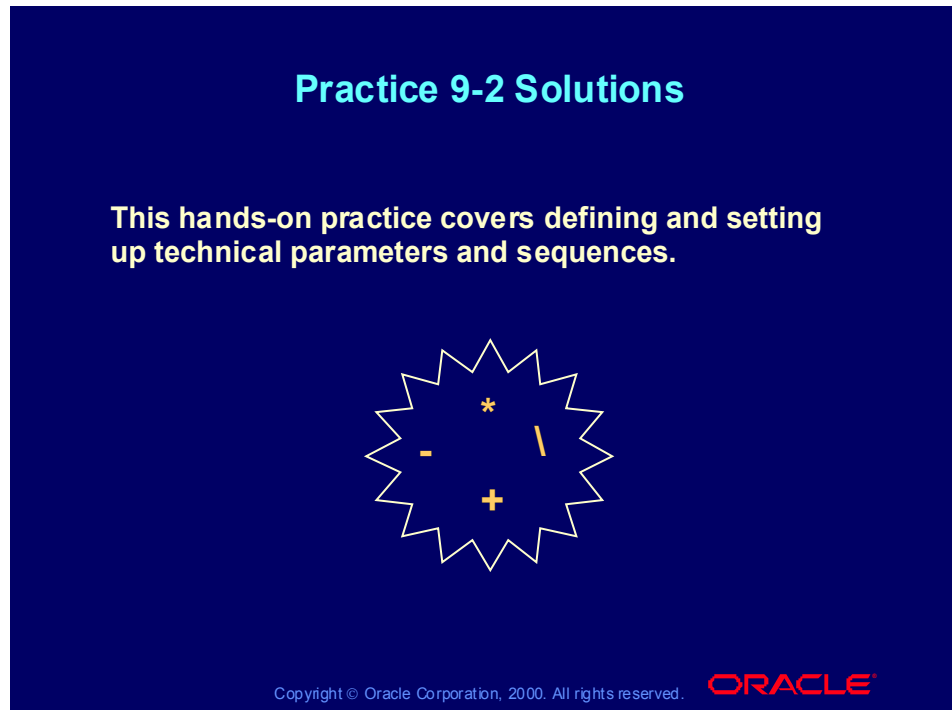 Practice 9-2 Solutions
This hands-on practice covers defining and setting
up technical parameters and sequences.
*
- \
+
Copyright © Oracle Corporation, 2000. All rights reserved.
ORACLE®